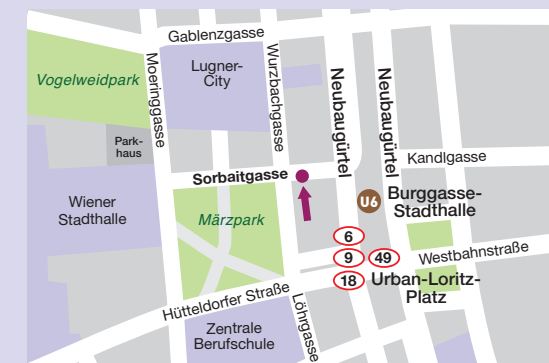 Gablenzgasse
Vogelweidpark
Moeringgasse
Lugner-
City
Wurzbachgasse
Neubaugürtel
Neubaugürtel
Park-
haus
Kandlgasse
Sorbaitgasse
Wiener
Stadthalle
Märzpark
U6
Burggasse-
Stadthalle
6
9
49
Westbahnstraße
18
Urban-Loritz-
Platz
Hütteldorfer Straße
Löhrgasse
Zentrale
Berufschule